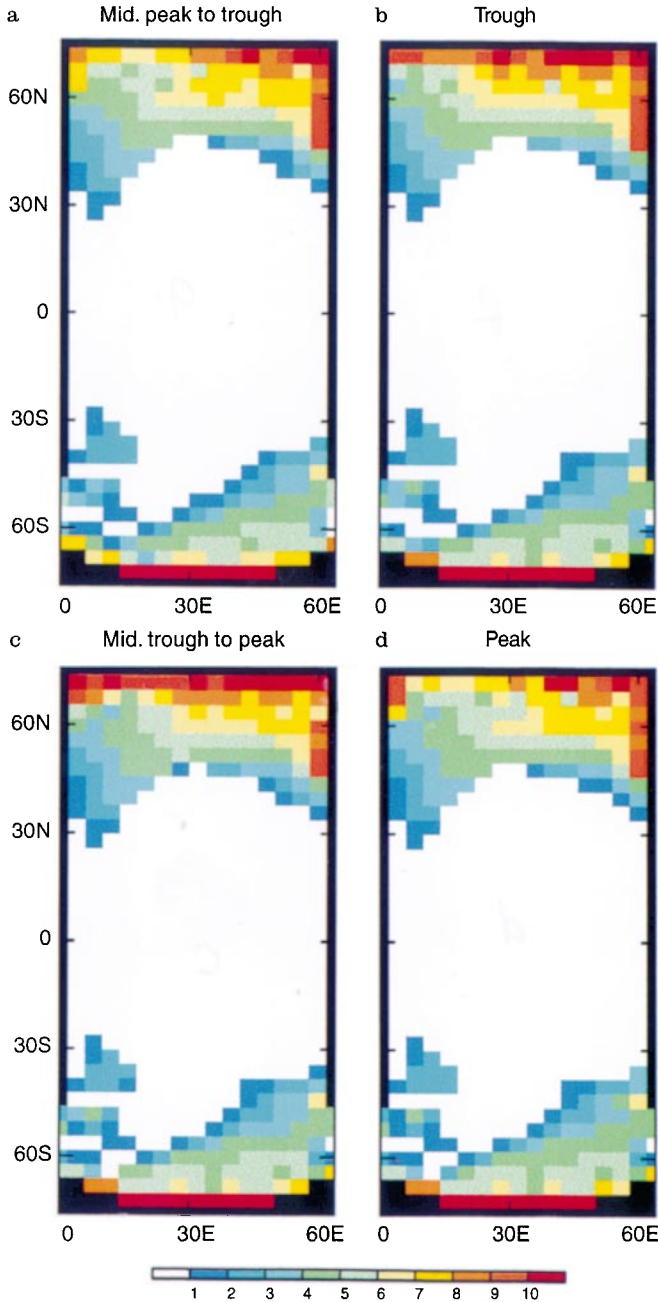 a Mid. peak to trough
b Trough
60N
30N
0
30S
60S
0 30E 60E
0 30E 60E
c Mid. trough to peak
d Peak
60N
30N
0
30S
60S
0 30E 60E
0 30E 60E
1 2 3 4 5 6 7 8 9 10